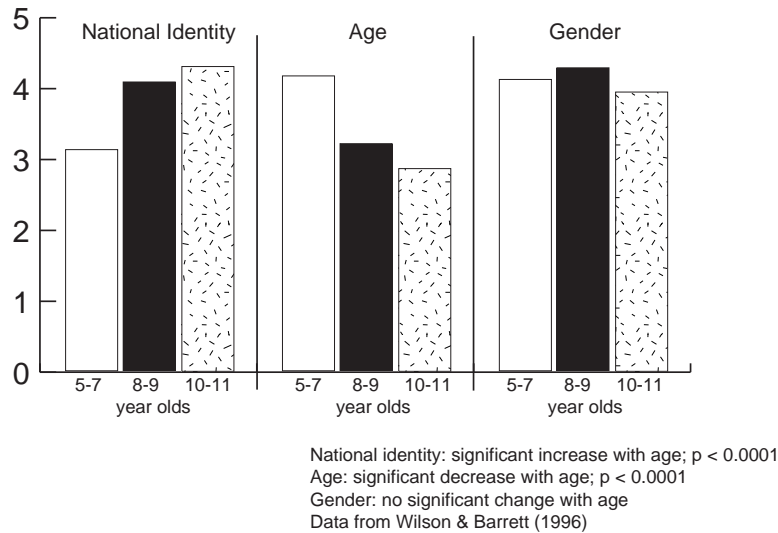 5
4
3
2
1
0
National Identity
Age
Gender
5-7 8-9 10-11
year olds
5-7 8-9 10-11
year olds
5-7 8-9 10-11
year olds
National identity: significant increase with age; p < 0.0001
Age: significant decrease with age; p < 0.0001
Gender: no significant change with age
Data from Wilson & Barrett (1996)